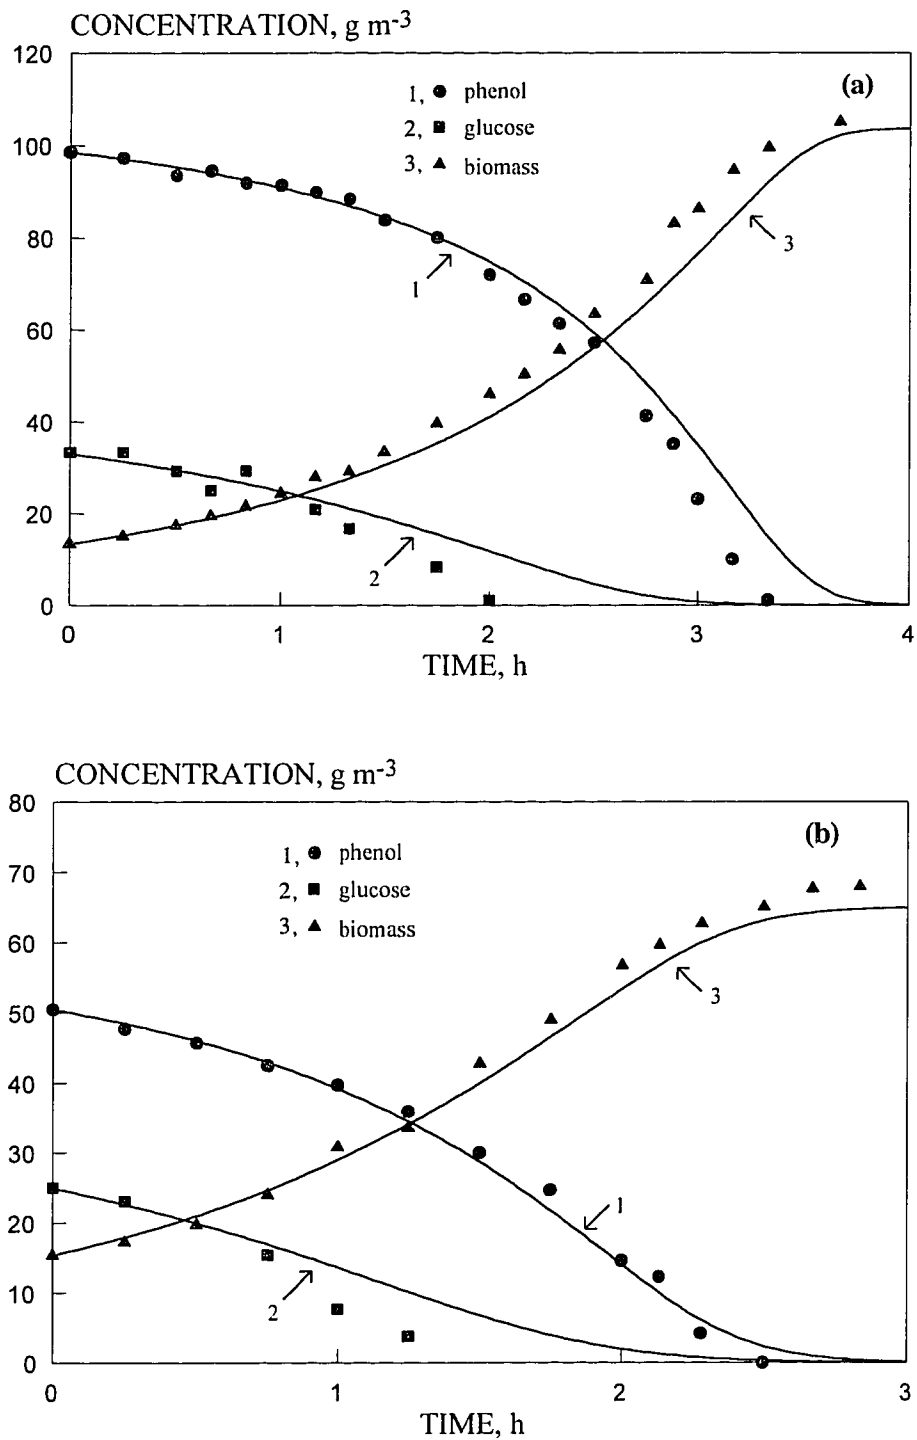 CONCENTRATION, g m-3
120
(a)
1, ● phenol
2, ■ glucose
3, ▲ biomass
100
80
3
1
60
40
20
2
0
0 1 2 3 4
TIME, h
CONCENTRATION, g m-3
80
(b)
1, ● phenol
2, ■ glucose
3, ▲ biomass
70
60
3
50
40
30
1
20
10
2
0
0 1 2 3
TIME, h